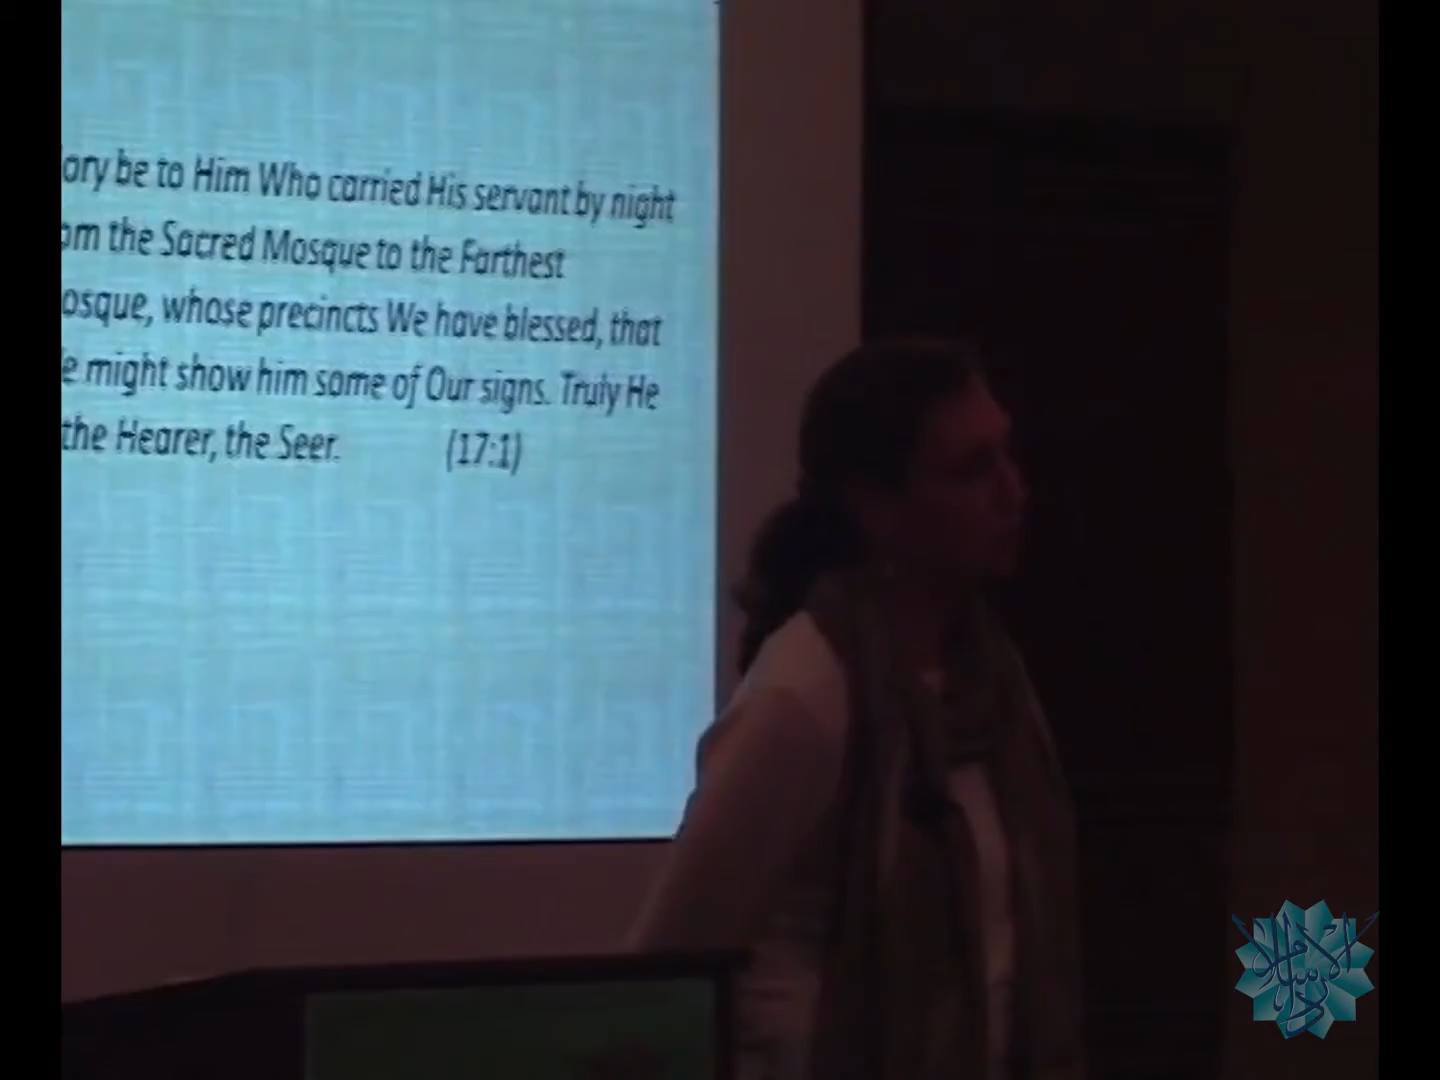 ory be to Him Who carried His servant by night
om the Sacred Mosque to the Farthest
osque, whose precincts We have blessed, that
e might show him some of Our signs. Truly He
the Hearer, the Seer. (17:1)